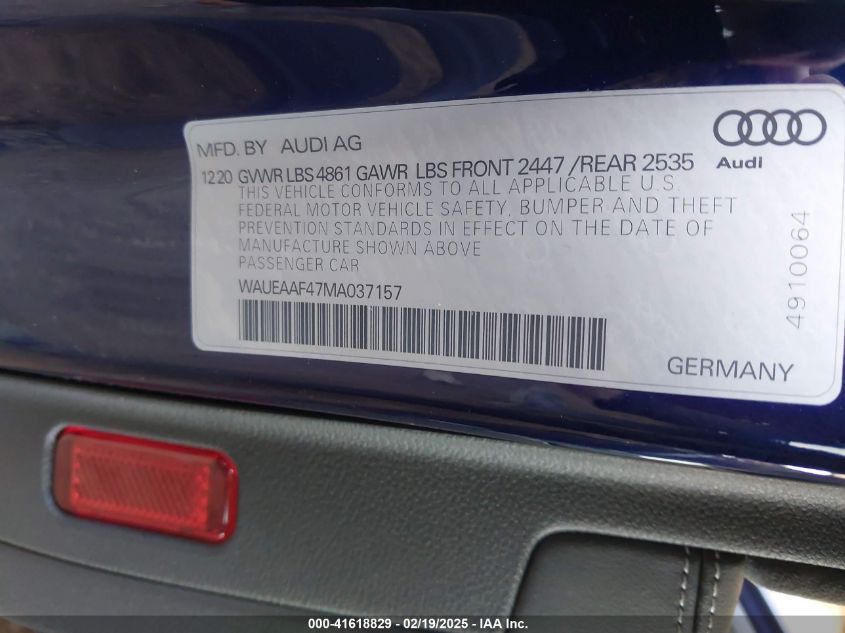 MFD. BY AUDI AG
Audi
12.20 GVWR LBS 4861 GAWR LBS FRONT 2447 /REAR 2535
THIS VEHICLE CONFORMS TO ALL APPLICABLE U.S.
FEDERAL MOTOR VEHICLE SAFETY, BUMPER AND THEFT
PREVENTION STANDARDS IN EFFECT ON THE DATE OF
MANUFACTURE SHOWN ABOVE
PASSENGER CAR
WAUEAAF47MA037157
4910064
GERMANY
000-41618829 - 02/19/2025 - IAA Inc.